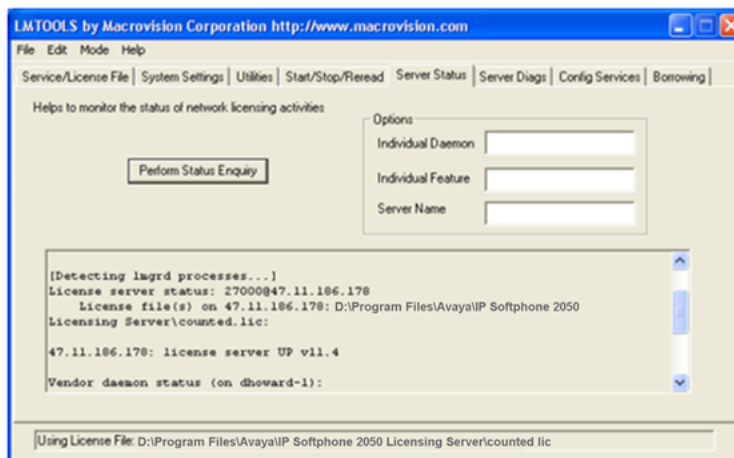 LMTOOLS by Macrovision Corporation http://www.macrovision.com
File Edit Mode Help
Service/License File System Settings Utilities Start/Stop/Reread Server Status Server Diags Config Services Borrowing
Helps to monitor the status of network licensing activities
Options
Individual Daemon
Perform Status Enquiry
Individual Feature
Server Name
[Detecting lmgrd processes...]
License server status: 27000@47.11.186.178
License file(s) on 47.11.186.178: D:\Program Files\Avaya\IP Softphone 2050
Licensing Server\counted.lic:
47.11.186.178: license server UP v11.4
Vendor daemon status (on dhoward-1):
Using License File: D:\Program Files\Avaya\IP Softphone 2050 Licensing Server\counted lic